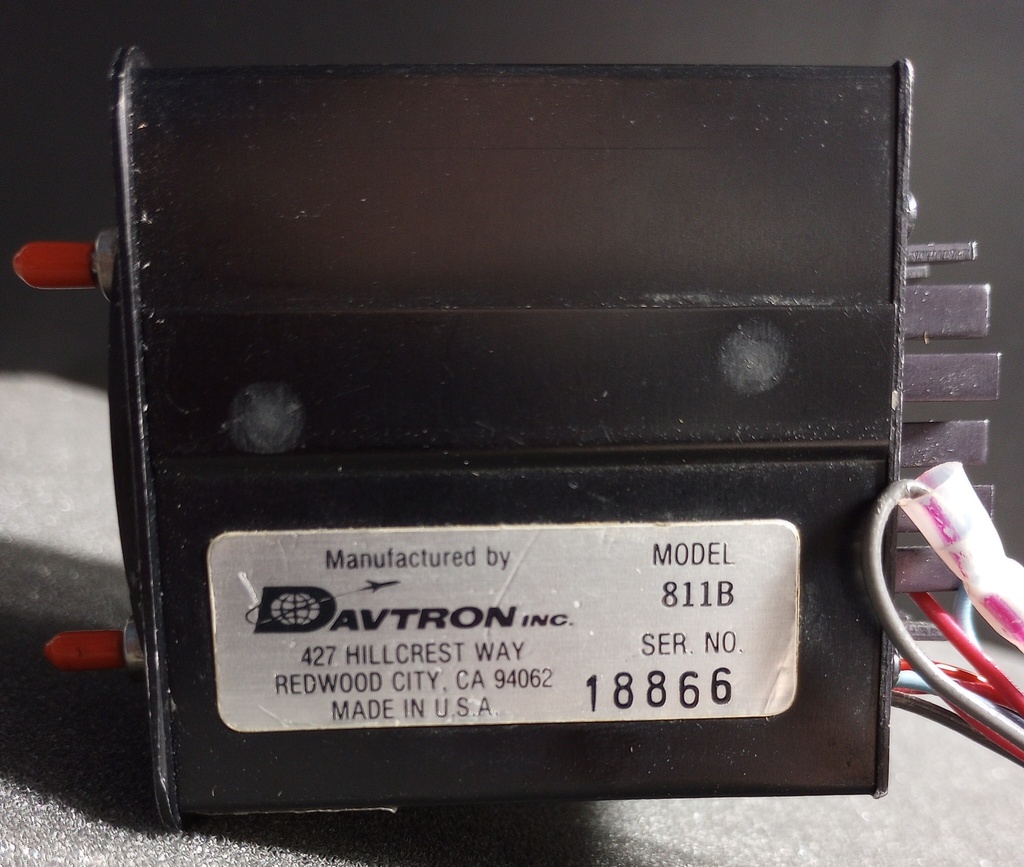 Manufactured by
DAVTRON INC.
427 HILLCREST WAY
REDWOOD CITY, CA 94062
MADE IN U.S.A.
MODEL
811B
SER. NO.
18866